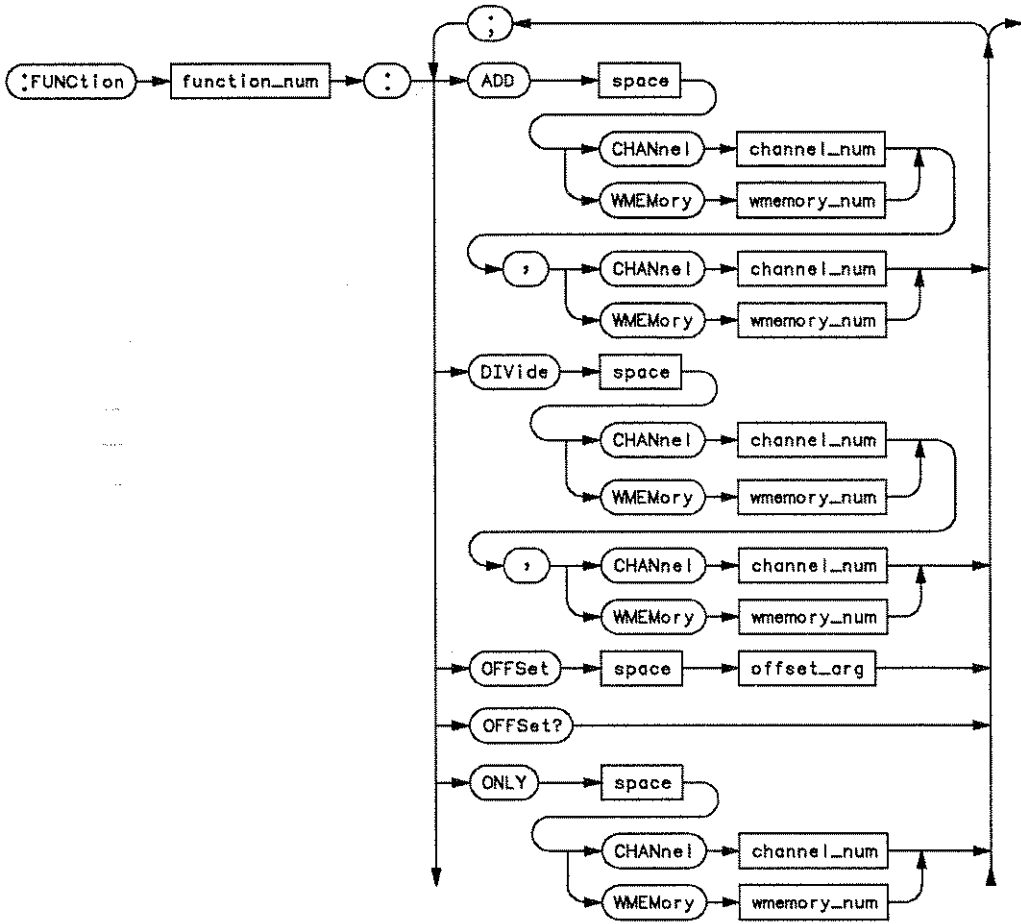 ;
:FUNCtion function_num : ADD space
CHANnel channel_num
WMEMory wmemory_num
, CHANnel channel_num
WMEMory wmemory_num
DIVide space
CHANnel channel_num
WMEMory wmemory_num
, CHANnel channel_num
WMEMory wmemory_num
OFFSet space offset_arg
OFFSet?
ONLY space
CHANnel channel_num
WMEMory wmemory_num